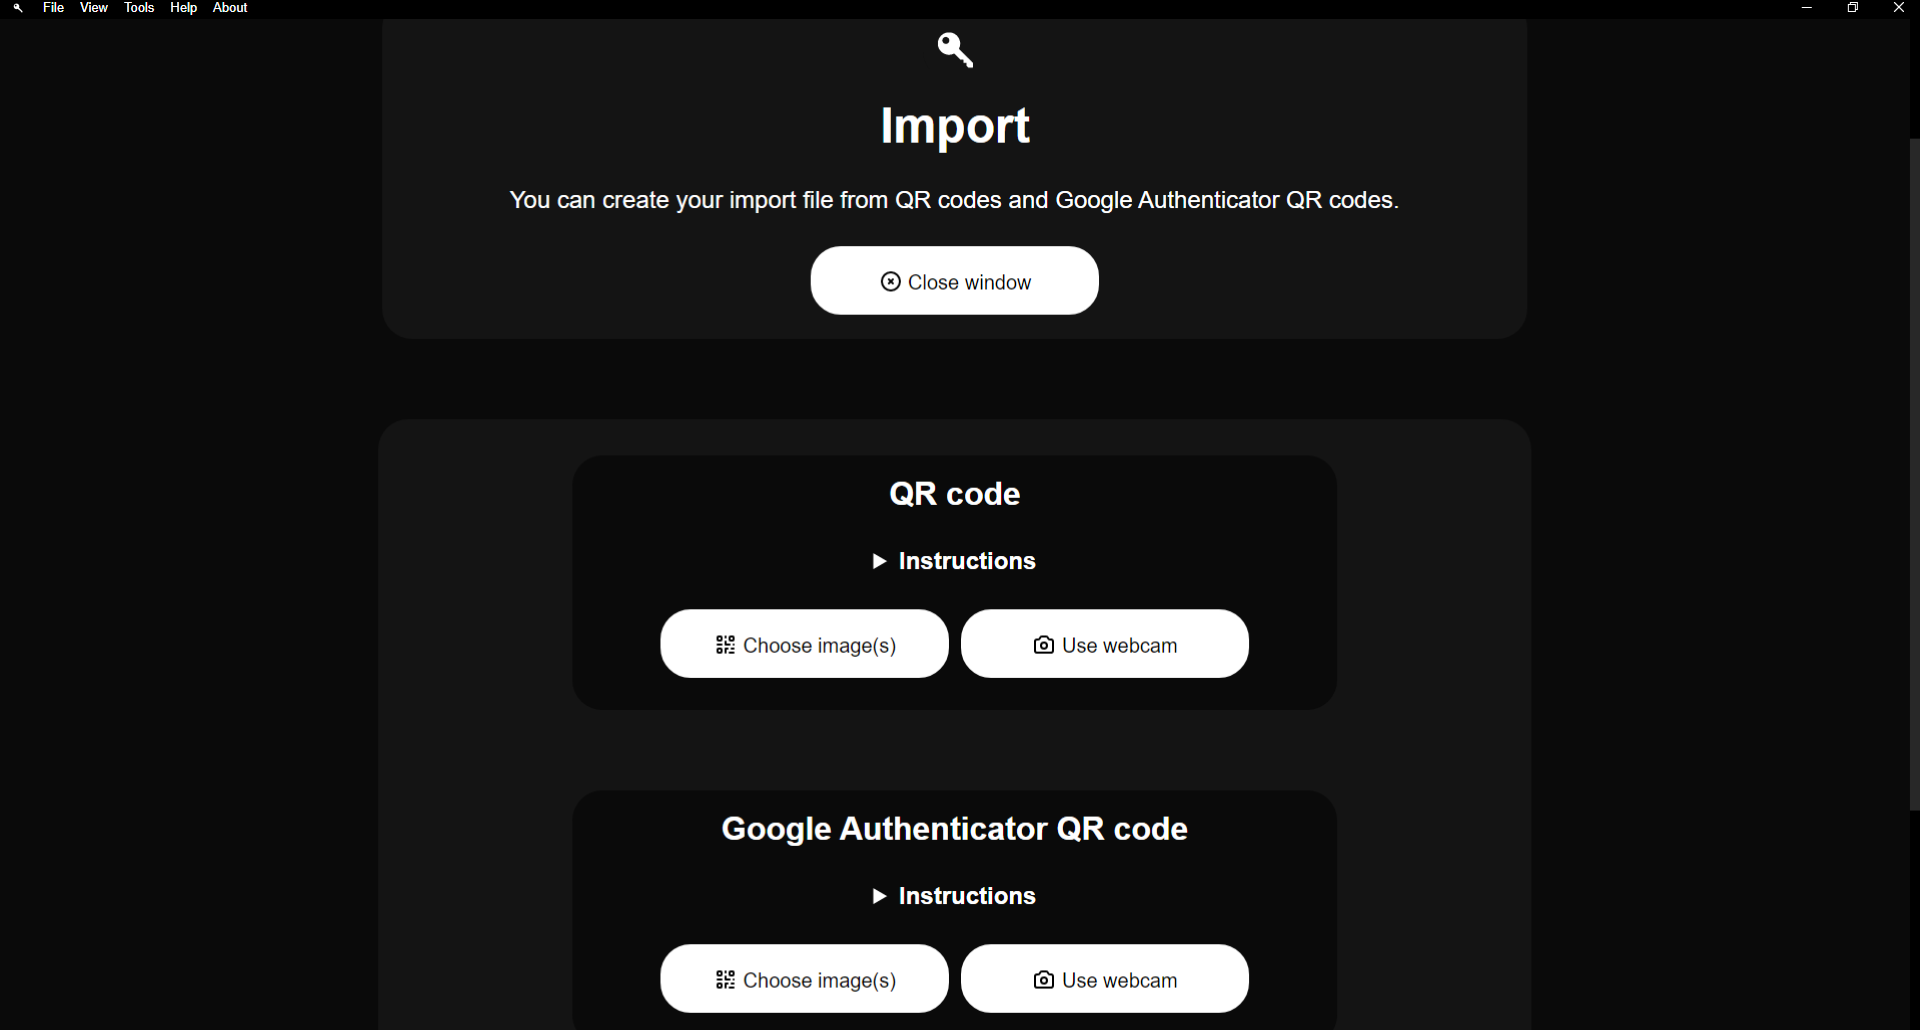 File View Tools Help About
Import
You can create your import file from QR codes and Google Authenticator QR codes.
Close window
QR code
Instructions
Choose image(s) Use webcam
Google Authenticator QR code
Instructions
Choose image(s) Use webcam